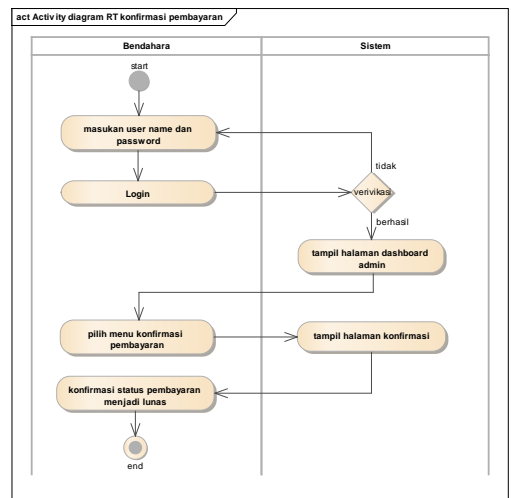 act Activity diagram RT konfirmasi pembayaran
Bendahara
Sistem
start
masukan user name dan
password
Login
tidak
verivikasi
berhasil
tampil halaman dashboard
admin
pilih menu konfirmasi
pembayaran
tampil halaman konfirmasi
konfirmasi status pembayaran
menjadi lunas
end